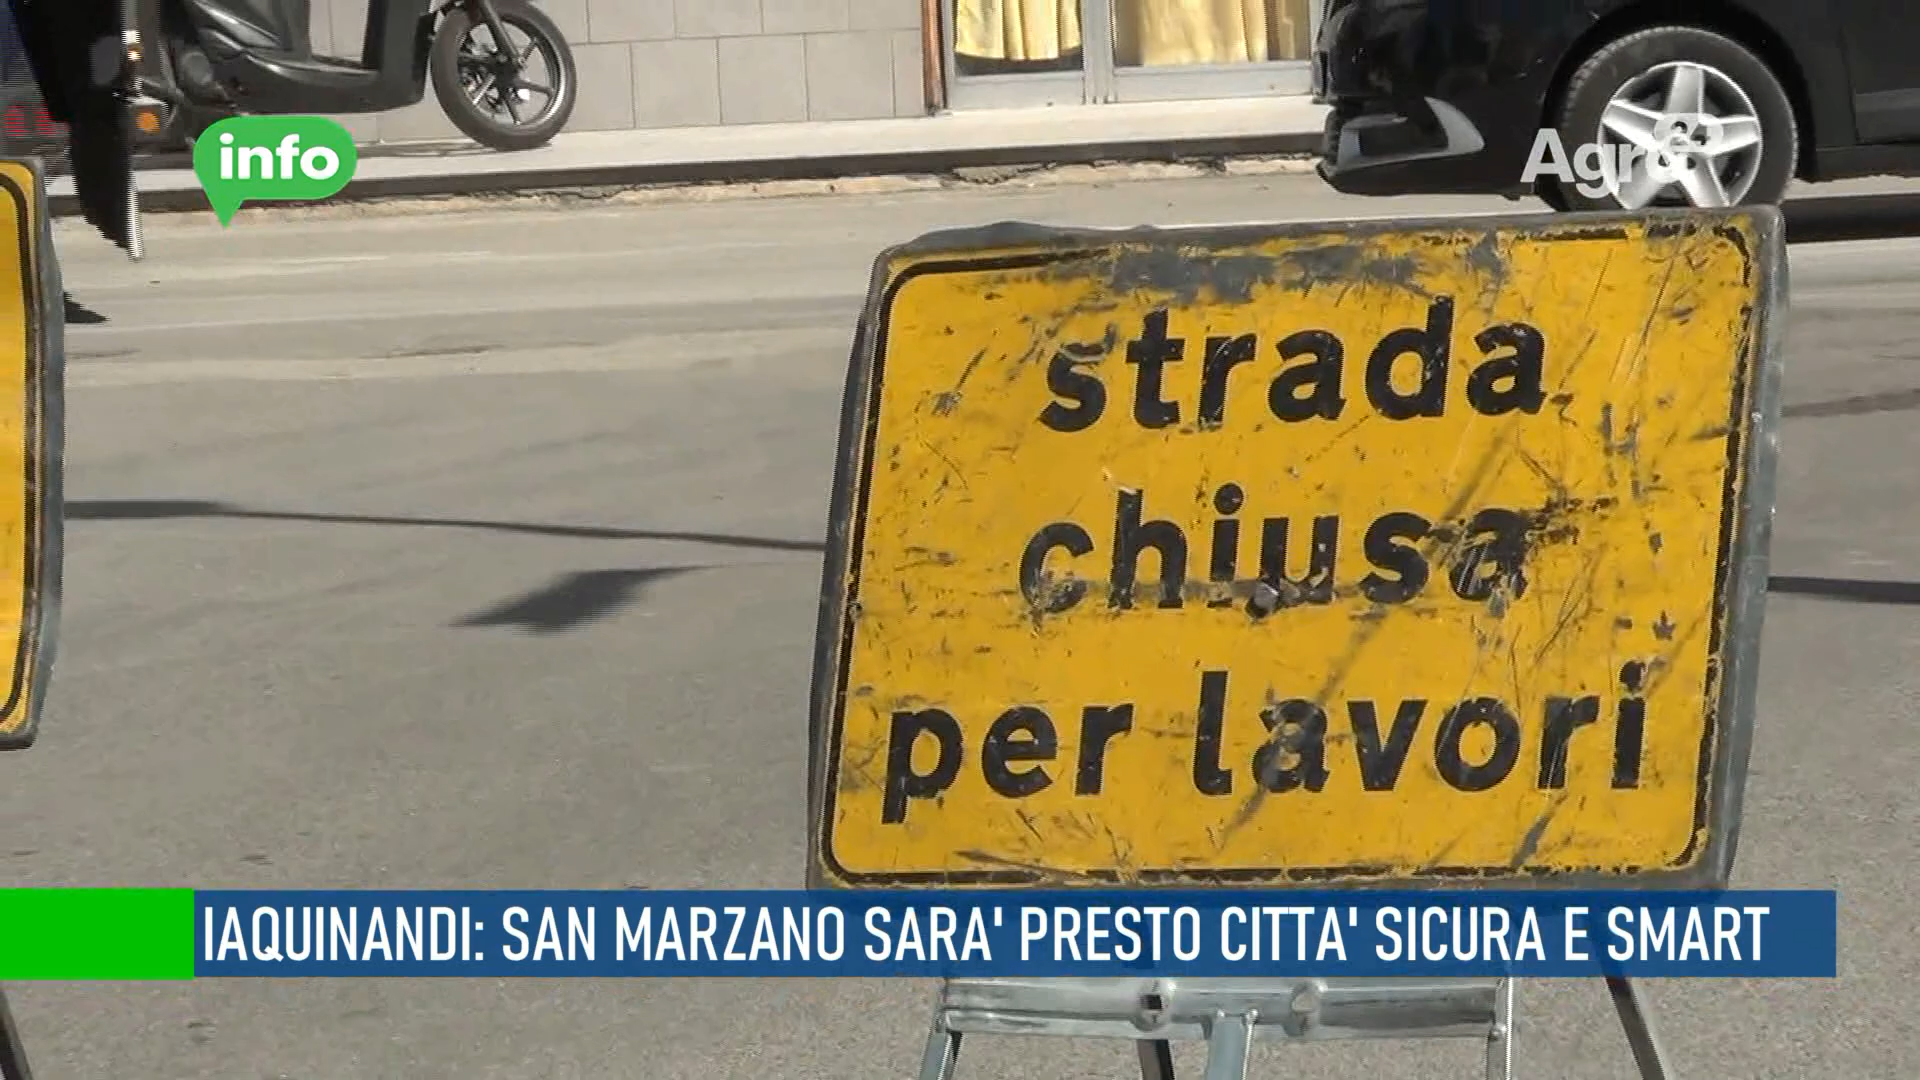 info
Agro
strada
chiusa
per lavori
IAQUINANDI: SAN MARZANO SARA' PRESTO CITTA' SICURA E SMART